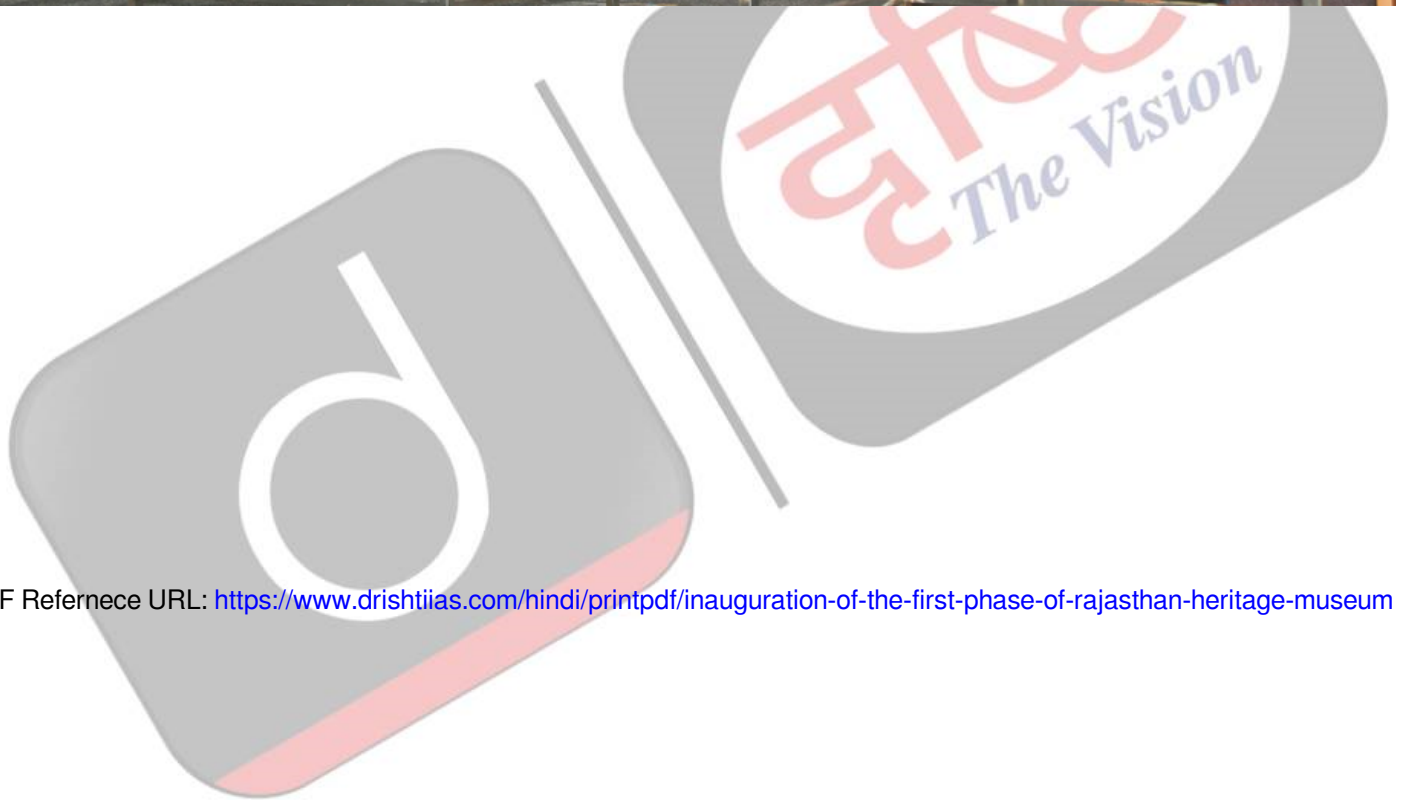 दृष्टि
The Vision
d
F Refernece URL: https://www.drishtiias.com/hindi/printpdf/inauguration-of-the-first-phase-of-rajasthan-heritage-museum